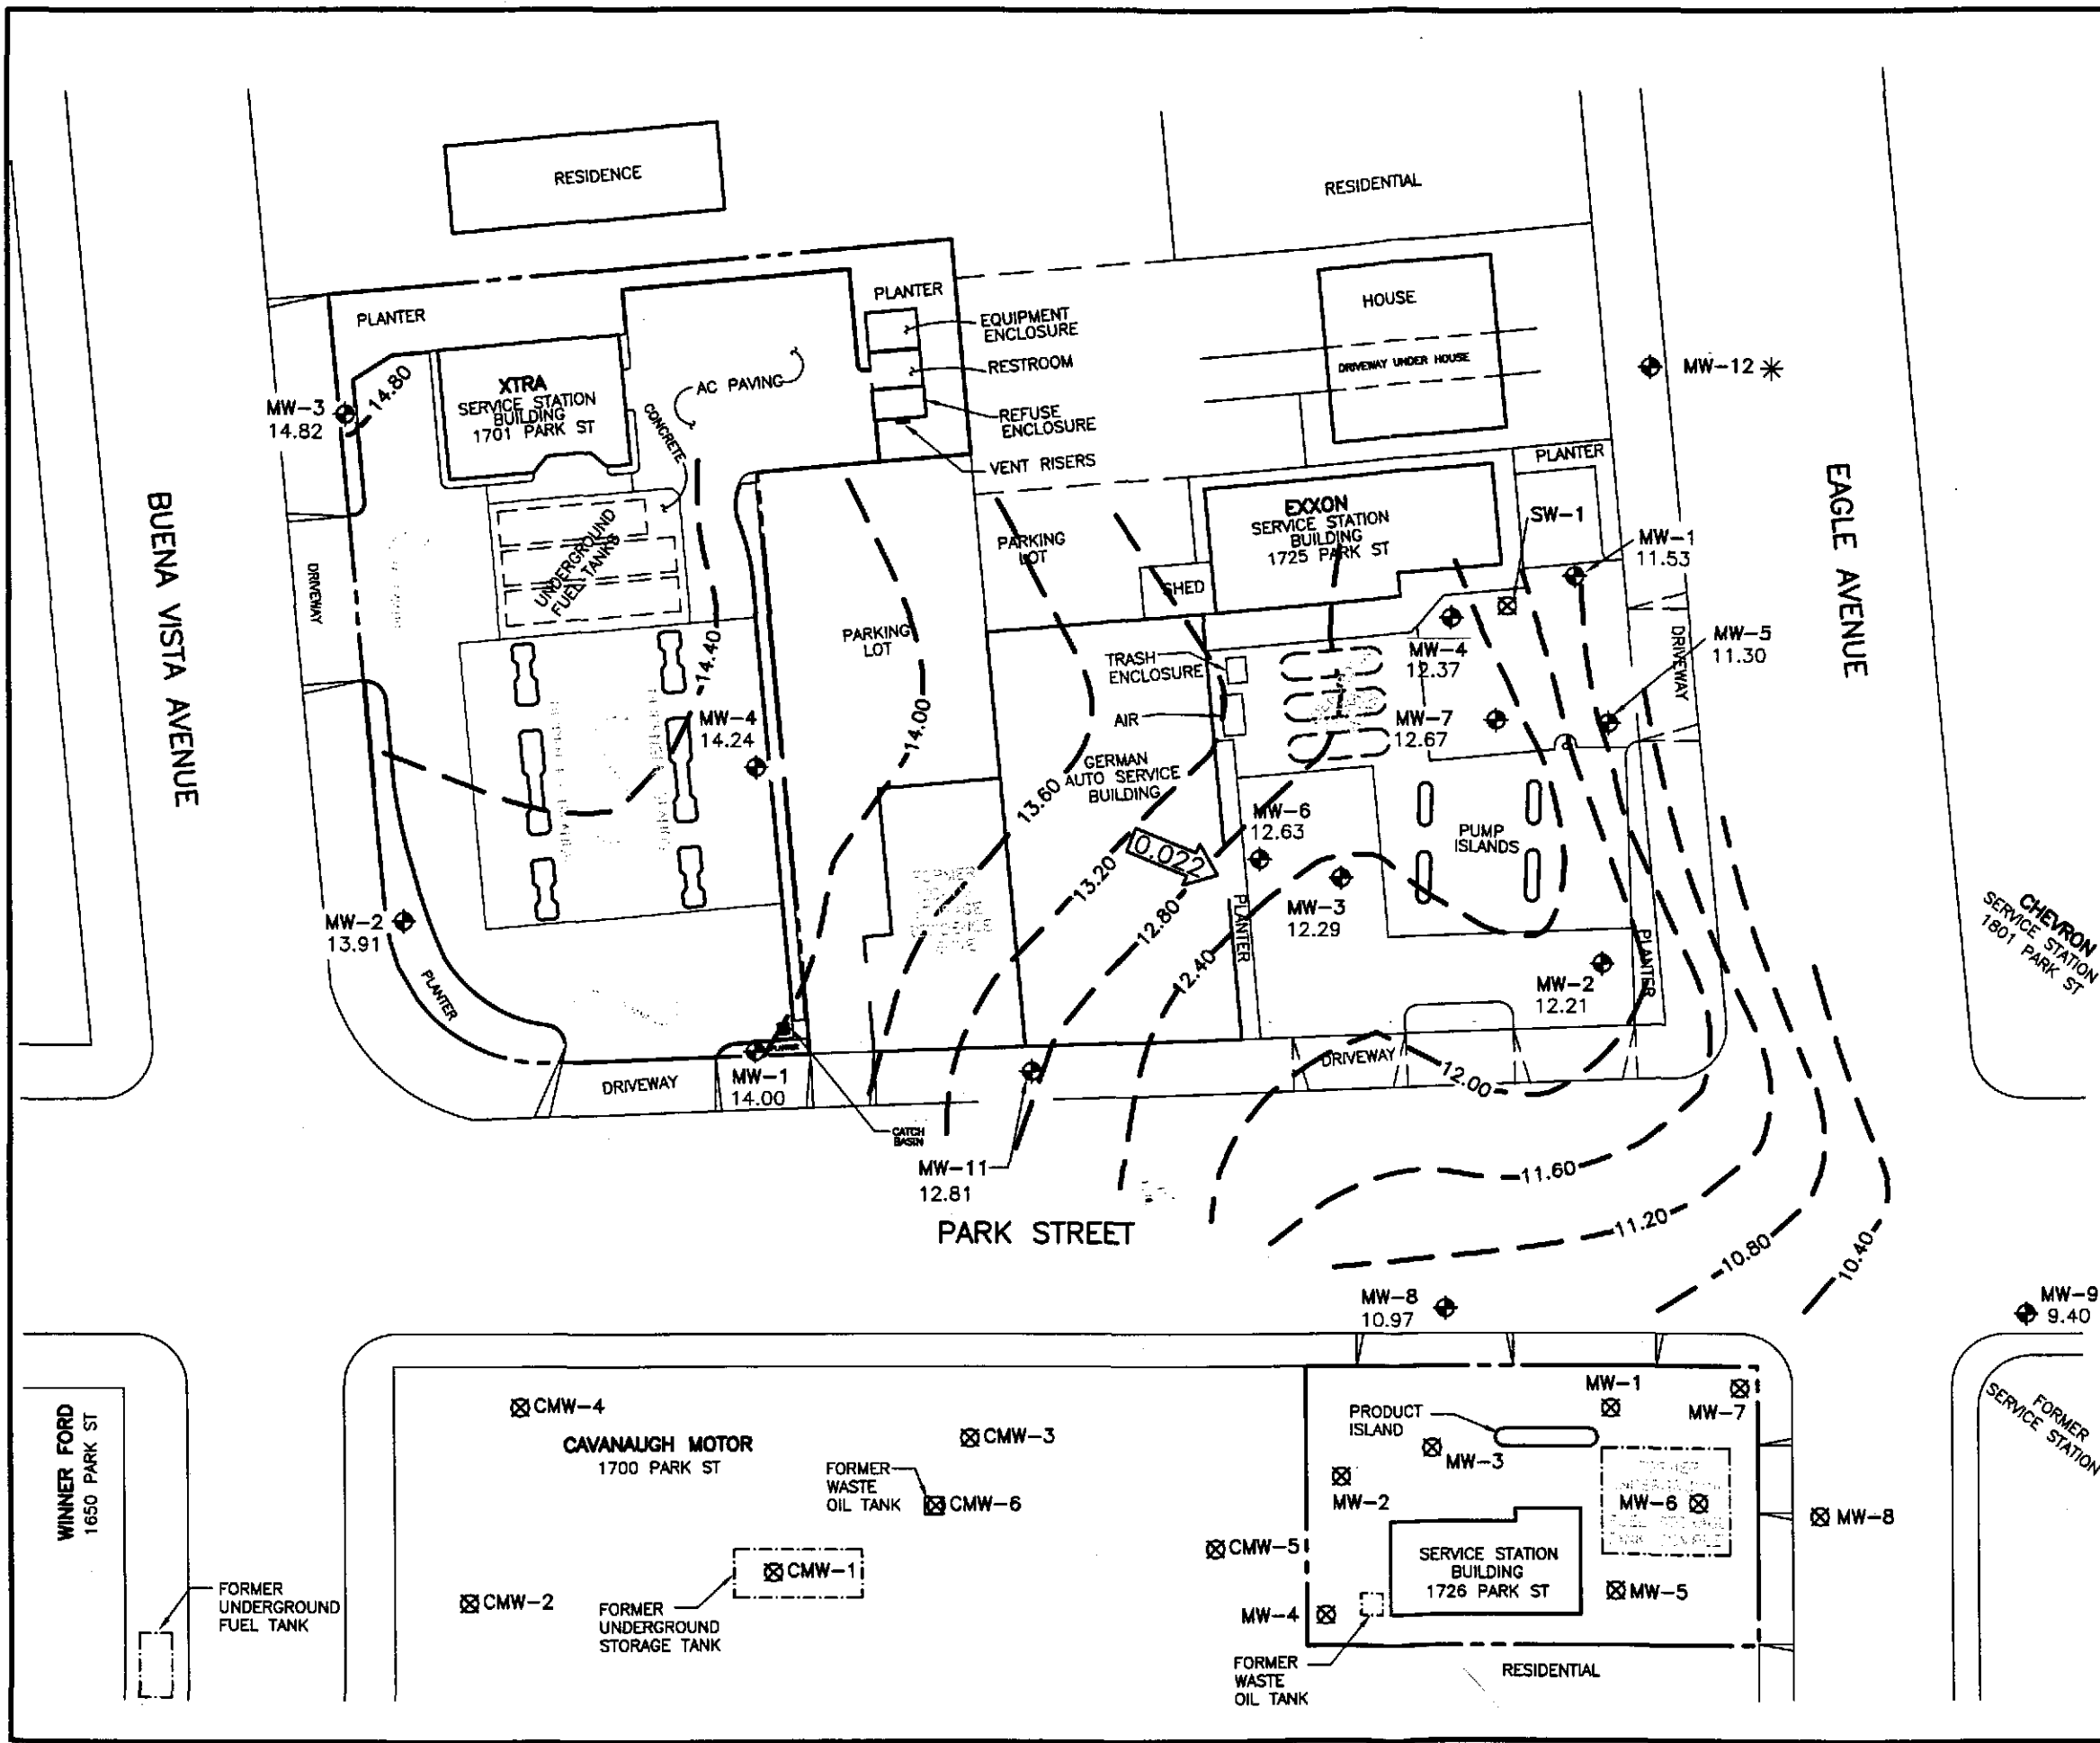 RESIDENCE
RESIDENTIAL
PLANTER
PLANTER
EQUIPMENT
ENCLOSURE
HOUSE
RESTROOM
DRIVEWAY UNDER HOUSE
MW-12 ✳
14.80
XTRA
SERVICE STATION
BUILDING
1701 PARK ST
AC PAVING
CONCRETE
REFUSE
ENCLOSURE
VENT RISERS
MW-3
14.82
PLANTER
BUENA VISTA AVENUE
EAGLE AVENUE
DRIVEWAY
UNDERGROUND
FUEL TANKS
PARKING
LOT
EXXON
SERVICE STATION
BUILDING
1725 PARK ST
SW-1
MW-1
11.53
SHED
14.40
PARKING
LOT
TRASH
ENCLOSURE
MW-4
12.37
DRIVEWAY
MW-5
11.30
MW-4
14.24
14.00
AIR
MW-7
12.67
GERMAN
AUTO SERVICE
BUILDING
13.60
MW-6
12.63
PUMP
ISLANDS
0.022
13.20
12.80
12.40
PLANTER
MW-3
12.29
MW-2
13.91
PLANTER
MW-2
12.21
PLANTER
CHEVRON
SERVICE STATION
1801 PARK ST
FORMER
DRIVEWAY
MW-1
14.00
DRIVEWAY
12.00
CATCH
BASIN
MW-11
12.81
11.60
11.20
10.80
10.40
PARK STREET
MW-8
10.97
MW-9
9.40
WINNER FORD
1650 PARK ST
CMW-4
CAVANAUGH MOTOR
1700 PARK ST
CMW-3
FORMER
WASTE
OIL TANK
CMW-6
PRODUCT
ISLAND
MW-1
MW-7
MW-3
MW-2
MW-6
MW-8
FORMER
SERVICE STATION
CMW-5
SERVICE STATION
BUILDING
1726 PARK ST
MW-5
CMW-1
CMW-2
FORMER
UNDERGROUND
STORAGE TANK
FORMER
UNDERGROUND
FUEL TANK
MW-4
FORMER
WASTE
OIL TANK
RESIDENTIAL